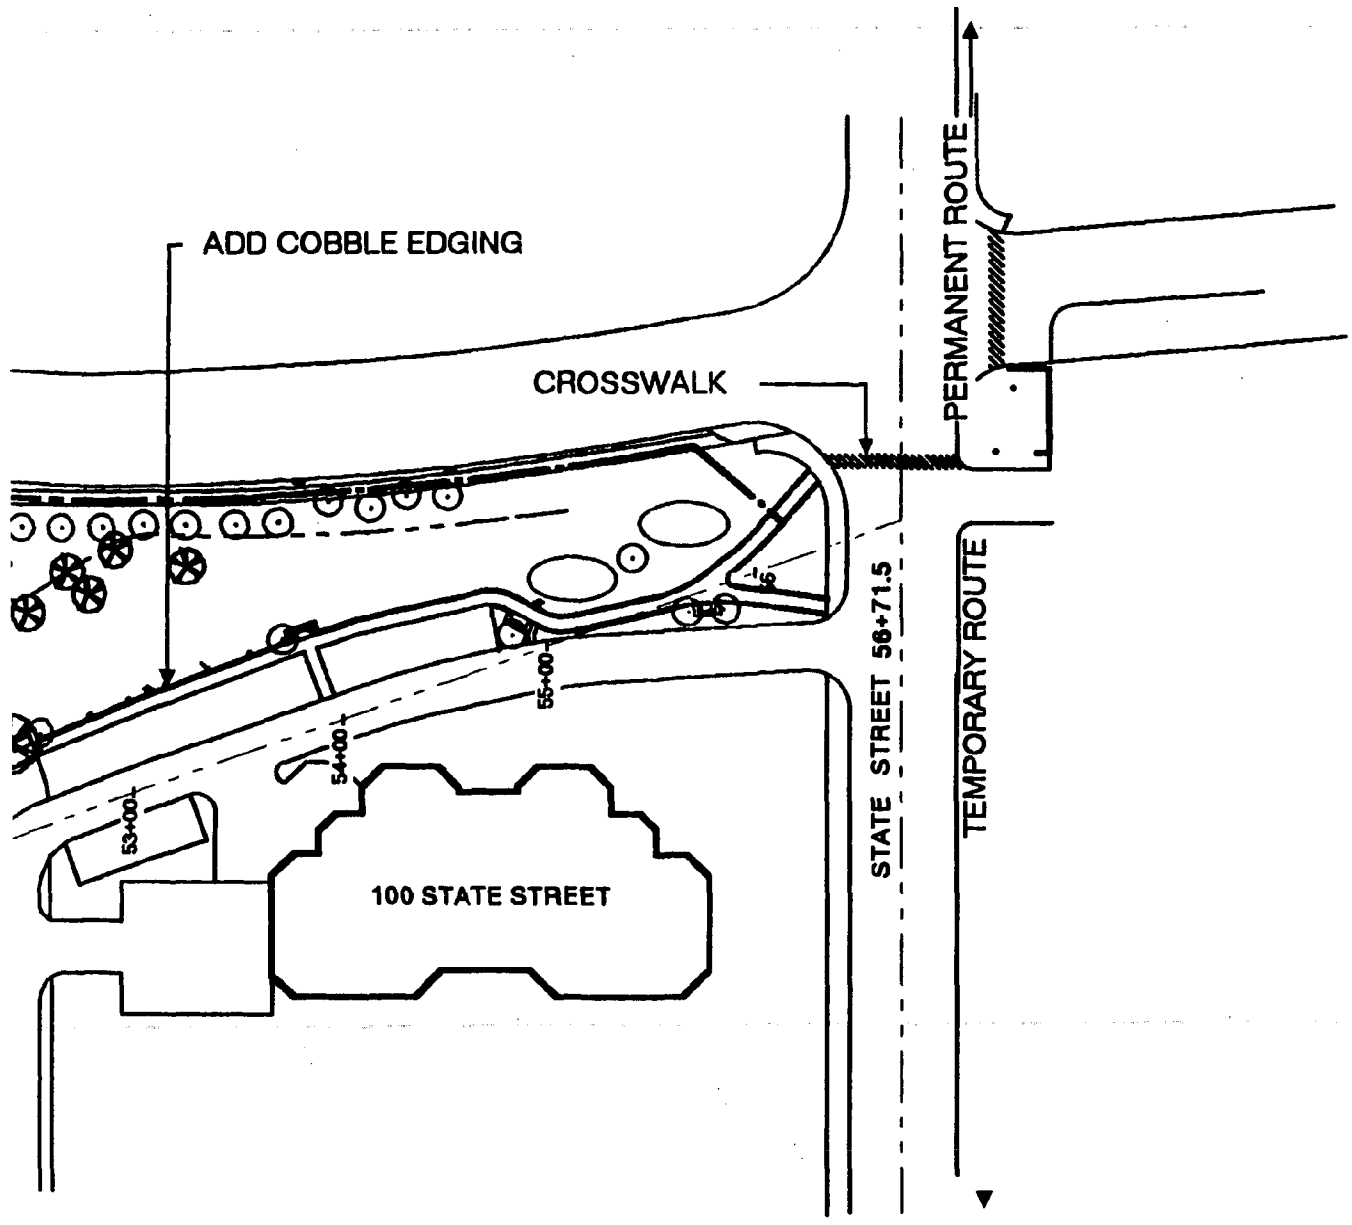 PERMANENT ROUTE
ADD COBBLE EDGING
CROSSWALK
56
STATE STREET 56+71.5
TEMPORARY ROUTE
55+00
54+00
53+00
100 STATE STREET